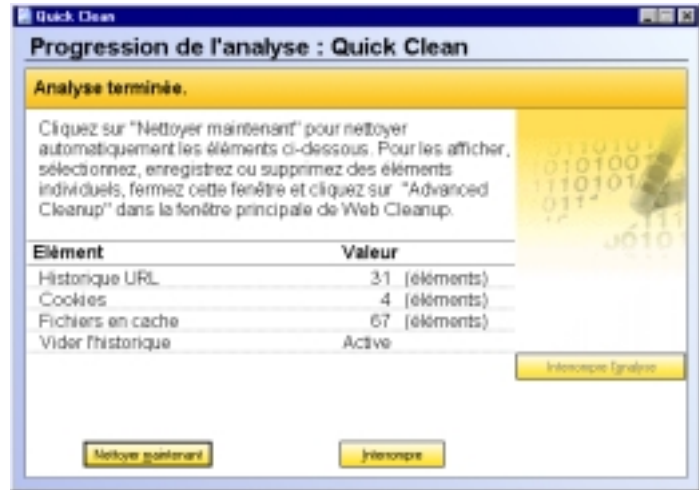 Quick Clean
Progression de l'analyse : Quick Clean
Analyse terminée.
Cliquez sur "Nettoyer maintenant" pour nettoyer
automatiquement les éléments ci-dessous. Pour les afficher,
sélectionnez, enregistrez ou supprimez des éléments
individuels, fermez cette fenêtre et cliquez sur "Advanced
Cleanup" dans la fenêtre principale de Web Cleanup.
Elément Valeur
Historique URL 31 (éléments)
Cookies 4 (éléments)
Fichiers en cache 67 (éléments)
Vider l'historique Active
Interrompre l'analyse
Nettoyer maintenant Interrompre